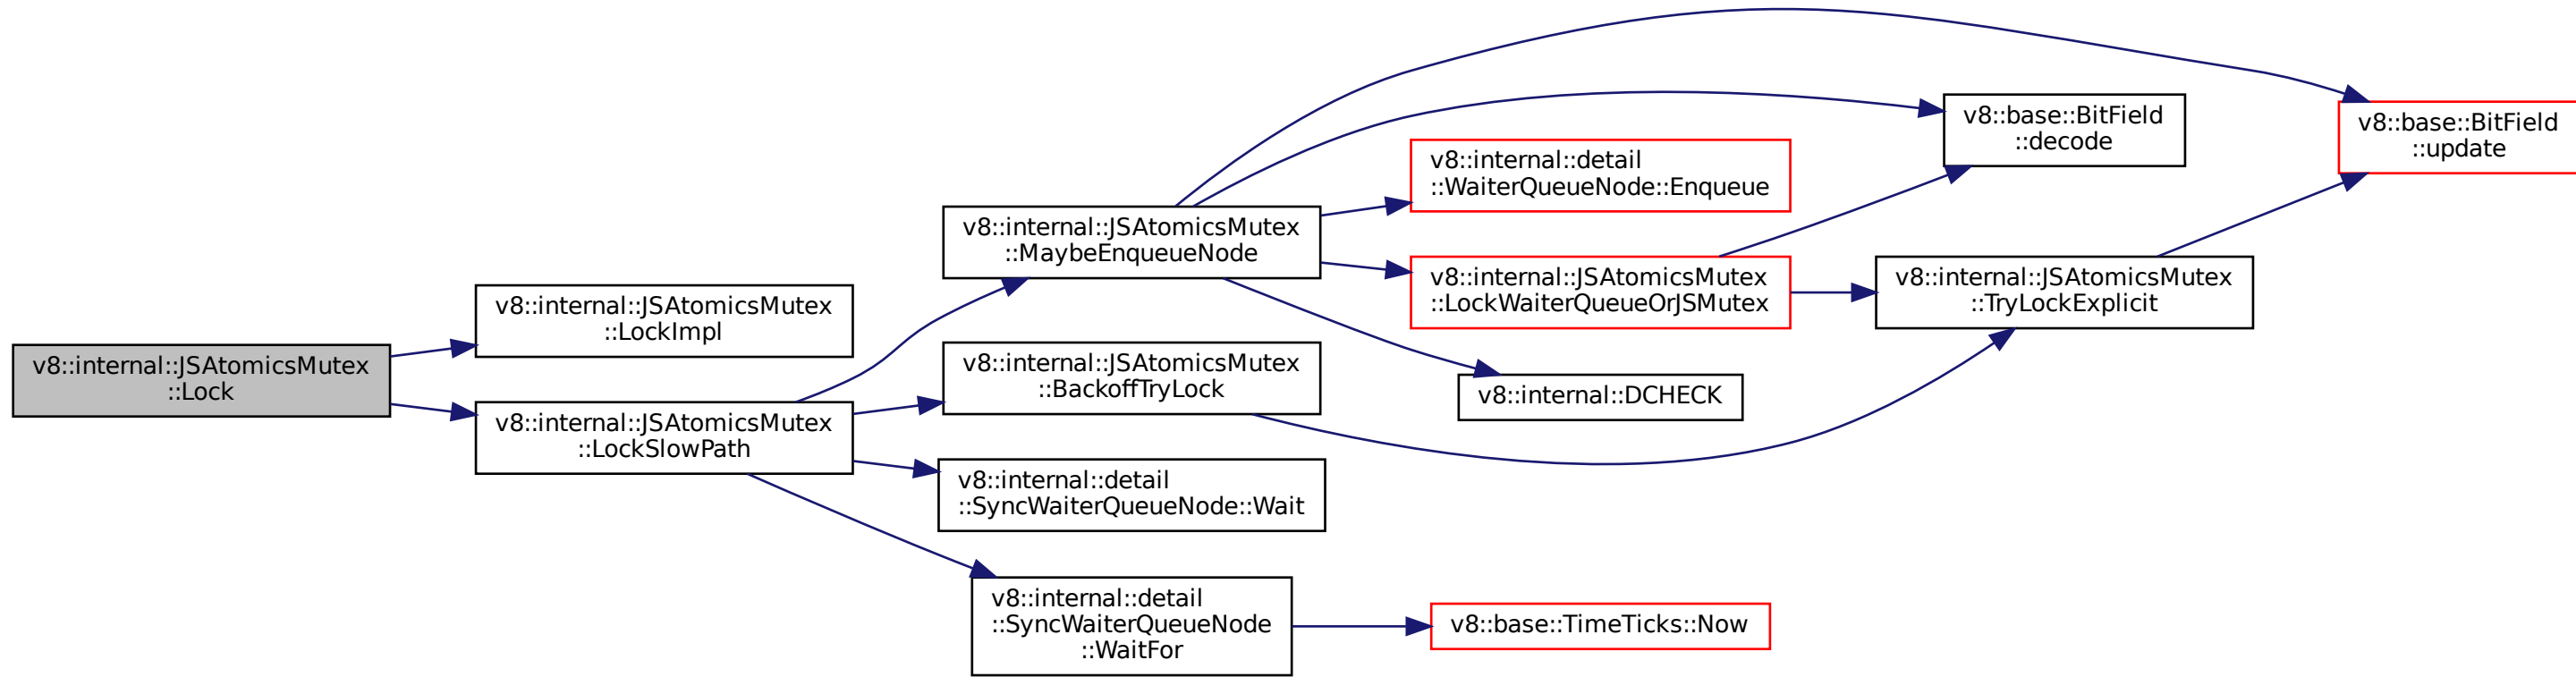 v8::internal::JSAtomicsMutex
::Lock
v8::internal::JSAtomicsMutex
::LockImpl
v8::internal::JSAtomicsMutex
::LockSlowPath
v8::internal::JSAtomicsMutex
::MaybeEnqueueNode
v8::internal::JSAtomicsMutex
::BackoffTryLock
v8::internal::detail
::SyncWaiterQueueNode::Wait
v8::internal::detail
::SyncWaiterQueueNode
::WaitFor
v8::internal::detail
::WaiterQueueNode::Enqueue
v8::internal::JSAtomicsMutex
::LockWaiterQueueOrJSMutex
v8::internal::DCHECK
v8::base::TimeTicks::Now
v8::base::BitField
::decode
v8::internal::JSAtomicsMutex
::TryLockExplicit
v8::base::BitField
::update